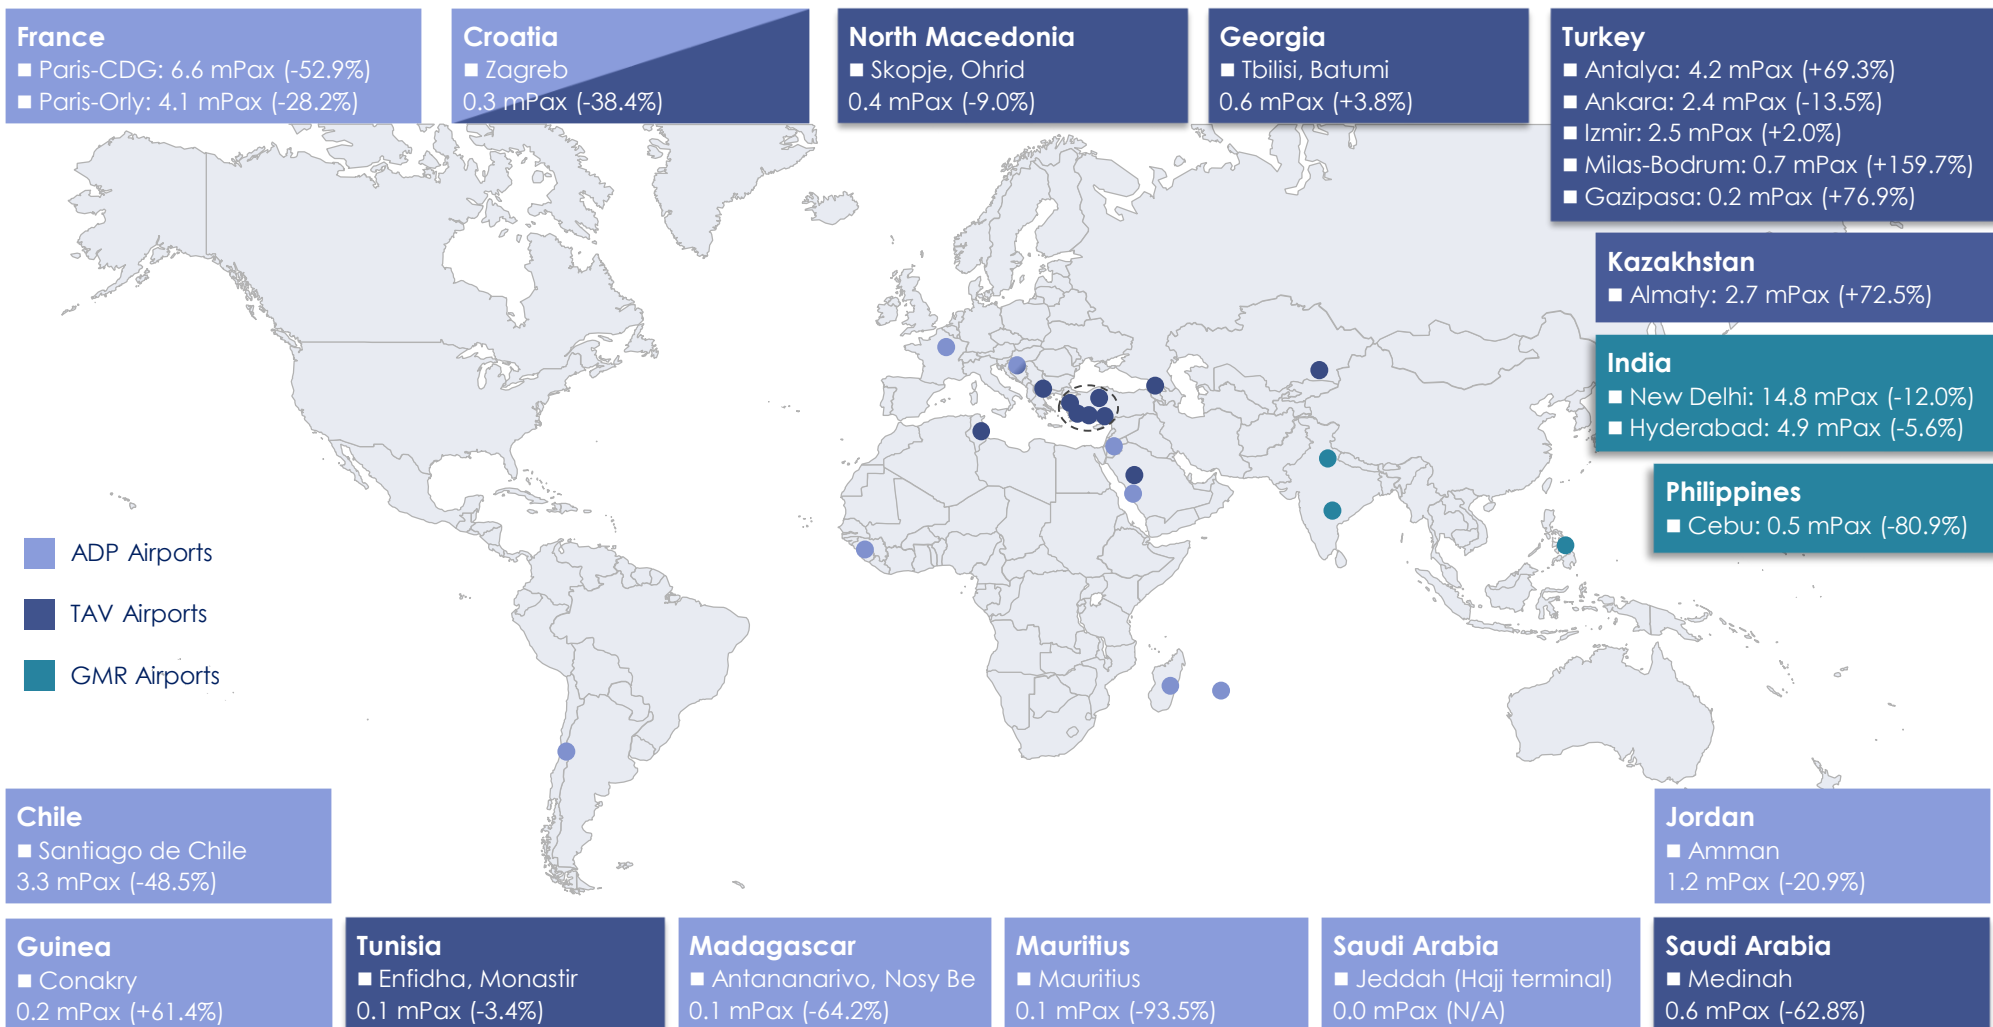 France
■ Paris-CDG: 6.6 mPax (-52.9%)
■ Paris-Orly: 4.1 mPax (-28.2%)
Croatia
■ Zagreb
0.3 mPax (-38.4%)
North Macedonia
■ Skopje, Ohrid
0.4 mPax (-9.0%)
Georgia
■ Tbilisi, Batumi
0.6 mPax (+3.8%)
Turkey
■ Antalya: 4.2 mPax (+69.3%)
■ Ankara: 2.4 mPax (-13.5%)
■ Izmir: 2.5 mPax (+2.0%)
■ Milas-Bodrum: 0.7 mPax (+159.7%)
■ Gazipasa: 0.2 mPax (+76.9%)
Kazakhstan
■ Almaty: 2.7 mPax (+72.5%)
India
■ New Delhi: 14.8 mPax (-12.0%)
■ Hyderabad: 4.9 mPax (-5.6%)
Philippines
■ Cebu: 0.5 mPax (-80.9%)
ADP Airports
TAV Airports
GMR Airports
Chile
■ Santiago de Chile
3.3 mPax (-48.5%)
Jordan
■ Amman
1.2 mPax (-20.9%)
Guinea
■ Conakry
0.2 mPax (+61.4%)
Tunisia
■ Enfidha, Monastir
0.1 mPax (-3.4%)
Madagascar
■ Antananarivo, Nosy Be
0.1 mPax (-64.2%)
Mauritius
■ Mauritius
0.1 mPax (-93.5%)
Saudi Arabia
■ Jeddah (Hajj terminal)
0.0 mPax (N/A)
Saudi Arabia
■ Medinah
0.6 mPax (-62.8%)